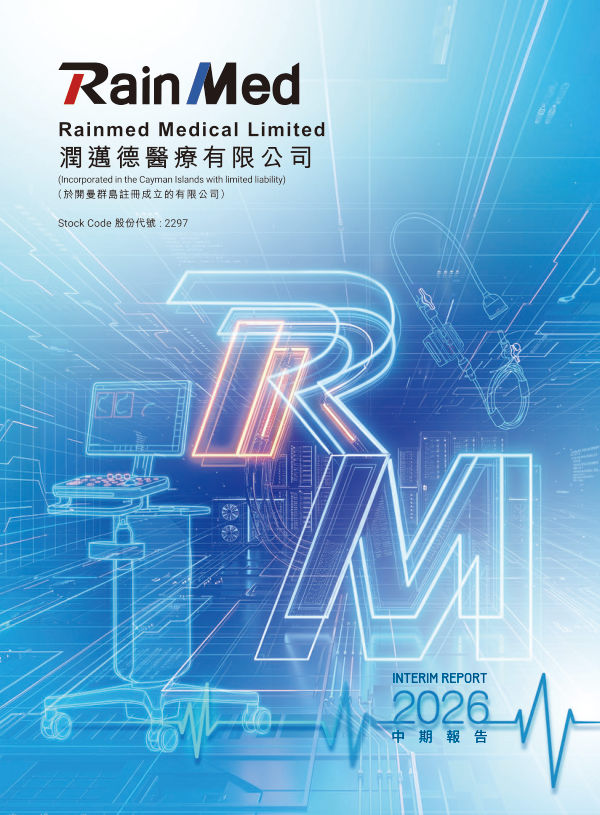 RainMed
Rainmed Medical Limited
潤邁德醫療有限公司
(Incorporated in the Cayman Islands with limited liability)
(於開曼群島註冊成立的有限公司)
Stock Code 股份代號 : 2297
RM
INTERIM REPORT
2026
中期報告